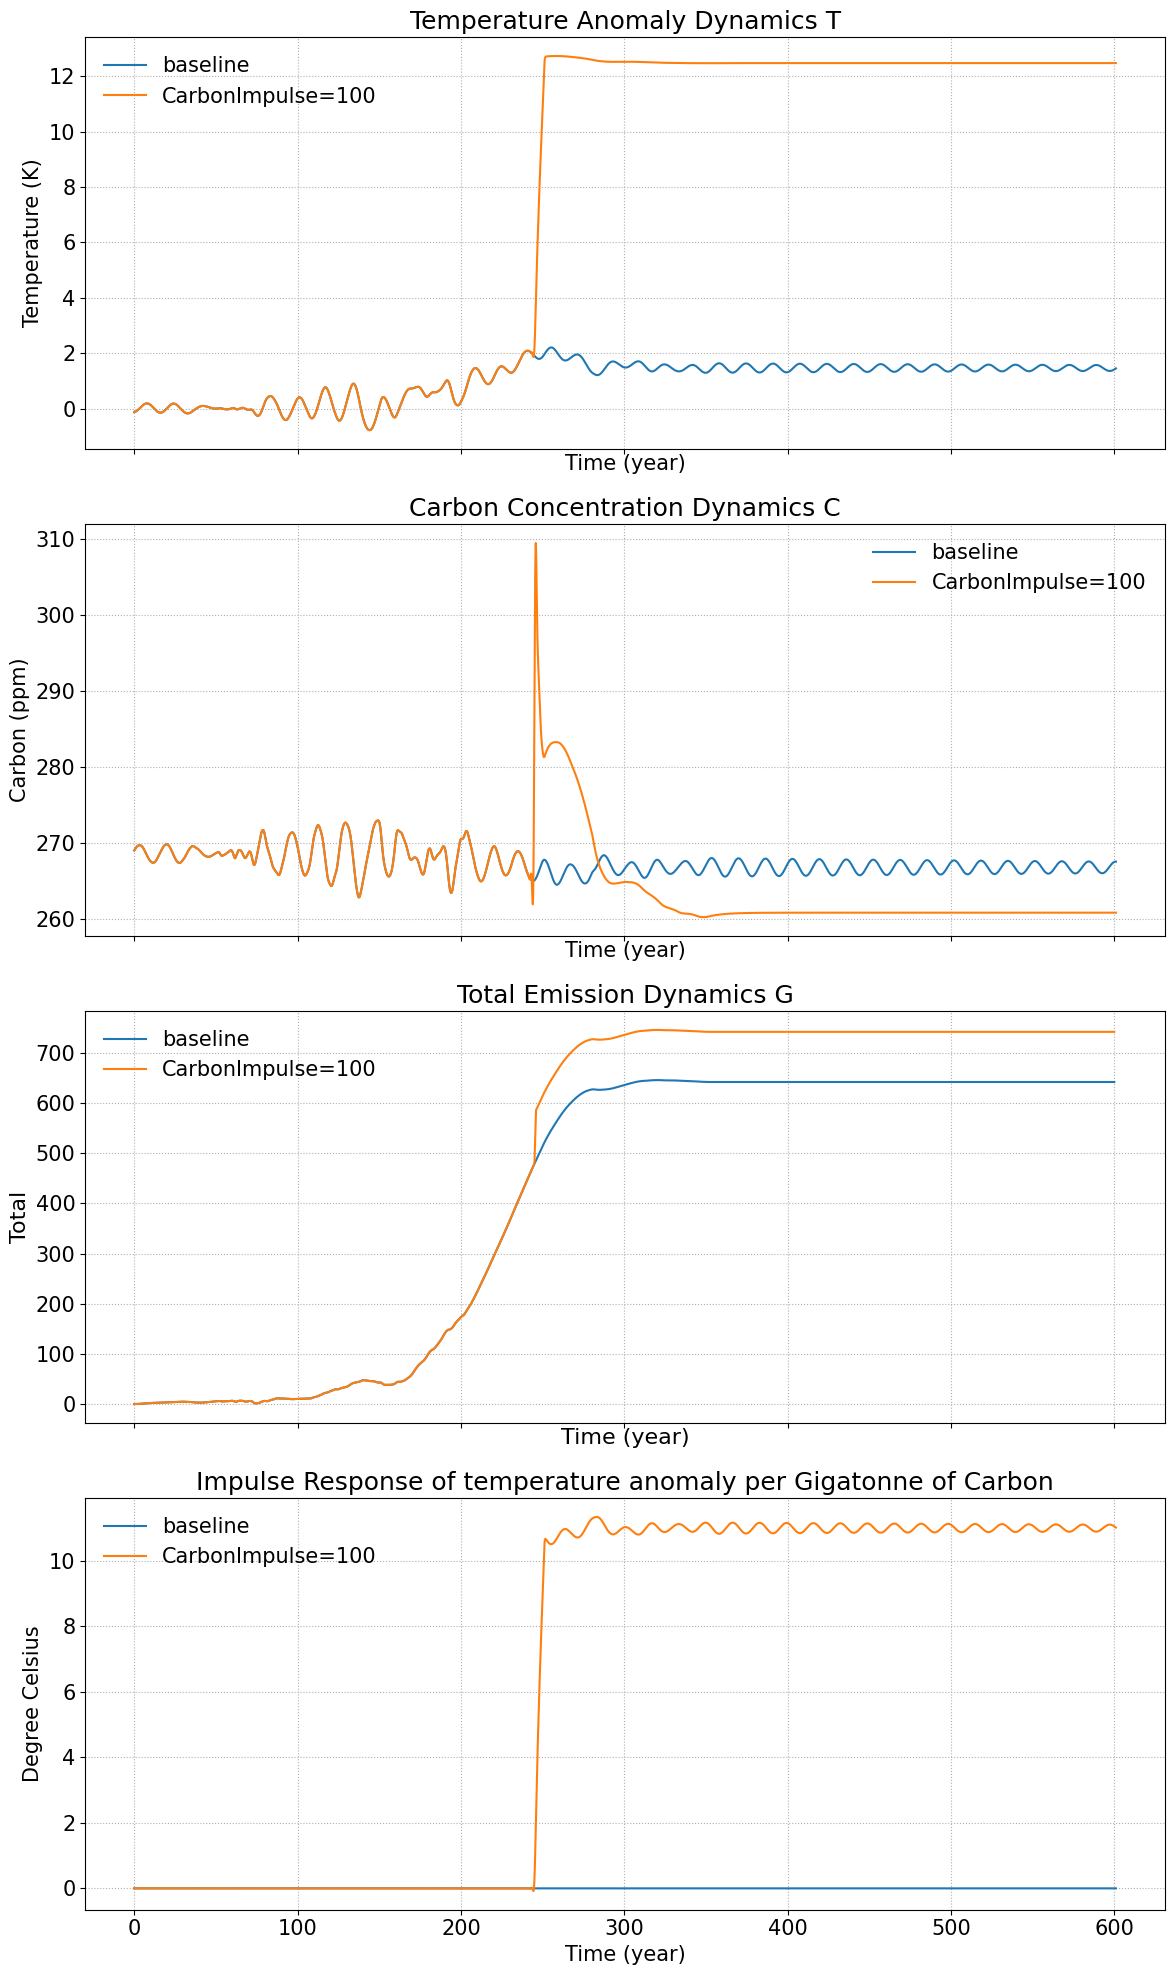 Temperature Anomaly Dynamics T
baseline
CarbonImpulse=100
12
10
8
6
4
2
0
Temperature (K)
Time (year)
Carbon Concentration Dynamics C
baseline
CarbonImpulse=100
310
300
290
280
270
260
Carbon (ppm)
Time (year)
Total Emission Dynamics G
baseline
CarbonImpulse=100
700
600
500
400
300
200
100
0
Total
Time (year)
Impulse Response of temperature anomaly per Gigatonne of Carbon
baseline
CarbonImpulse=100
10
8
6
4
2
0
Degree Celsius
0 100 200 300 400 500 600
Time (year)